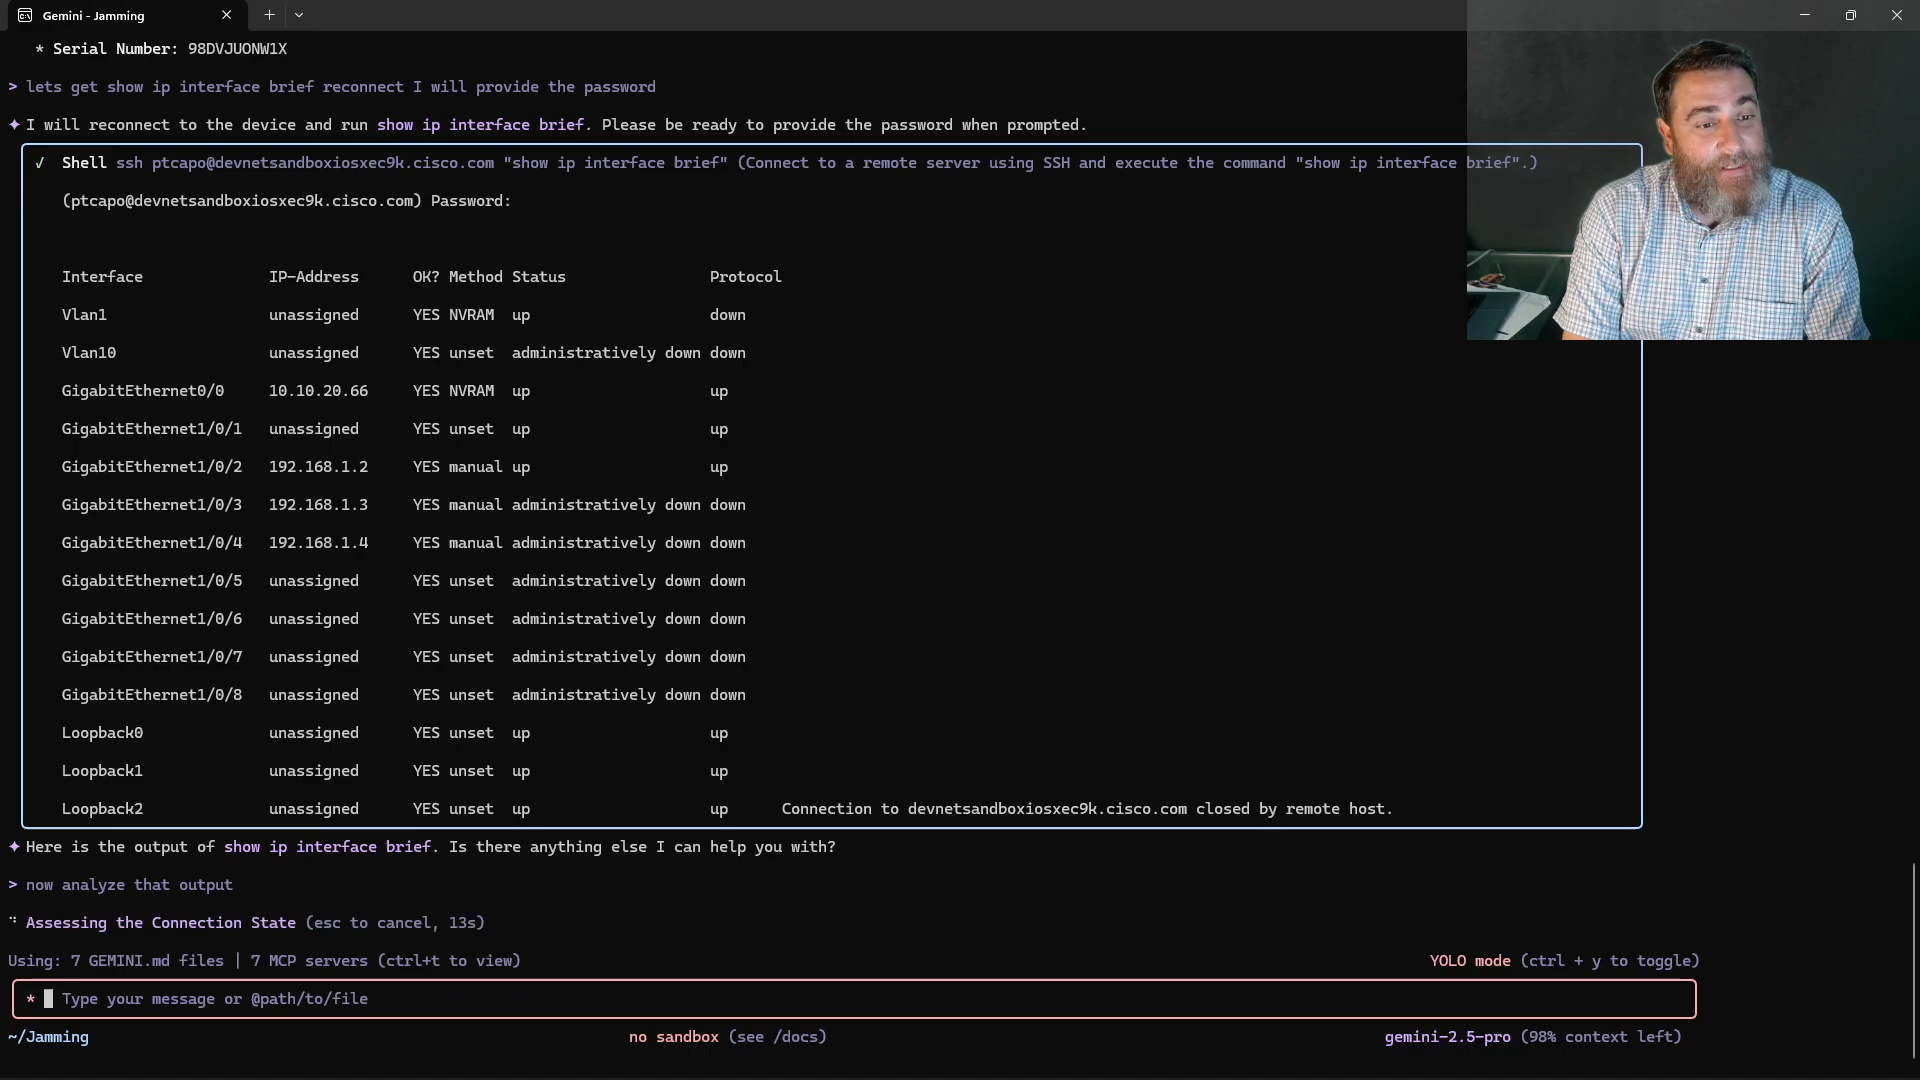 Gemini - Jamming
* Serial Number: 98DVJUONW1X
> lets get show ip interface brief reconnect I will provide the password
✦ I will reconnect to the device and run show ip interface brief. Please be ready to provide the password when prompted.
✓ Shell ssh ptcapo@devnetsandboxiosxec9k.cisco.com "show ip interface brief" (Connect to a remote server using SSH and execute the command "show ip interface brief".)
(ptcapo@devnetsandboxiosxec9k.cisco.com) Password:
Interface IP-Address OK? Method Status Protocol
Vlan1 unassigned YES NVRAM up down
Vlan10 unassigned YES unset administratively down down
GigabitEthernet0/0 10.10.20.66 YES NVRAM up up
GigabitEthernet1/0/1 unassigned YES unset up up
GigabitEthernet1/0/2 192.168.1.2 YES manual up up
GigabitEthernet1/0/3 192.168.1.3 YES manual administratively down down
GigabitEthernet1/0/4 192.168.1.4 YES manual administratively down down
GigabitEthernet1/0/5 unassigned YES unset administratively down down
GigabitEthernet1/0/6 unassigned YES unset administratively down down
GigabitEthernet1/0/7 unassigned YES unset administratively down down
GigabitEthernet1/0/8 unassigned YES unset administratively down down
Loopback0 unassigned YES unset up up
Loopback1 unassigned YES unset up up
Loopback2 unassigned YES unset up up Connection to devnetsandboxiosxec9k.cisco.com closed by remote host.
✦ Here is the output of show ip interface brief. Is there anything else I can help you with?
> now analyze that output
Assessing the Connection State (esc to cancel, 13s)
Using: 7 GEMINI.md files | 7 MCP servers (ctrl+t to view) YOLO mode (ctrl + y to toggle)
* Type your message or @path/to/file
~/Jamming no sandbox (see /docs) gemini-2.5-pro (98% context left)